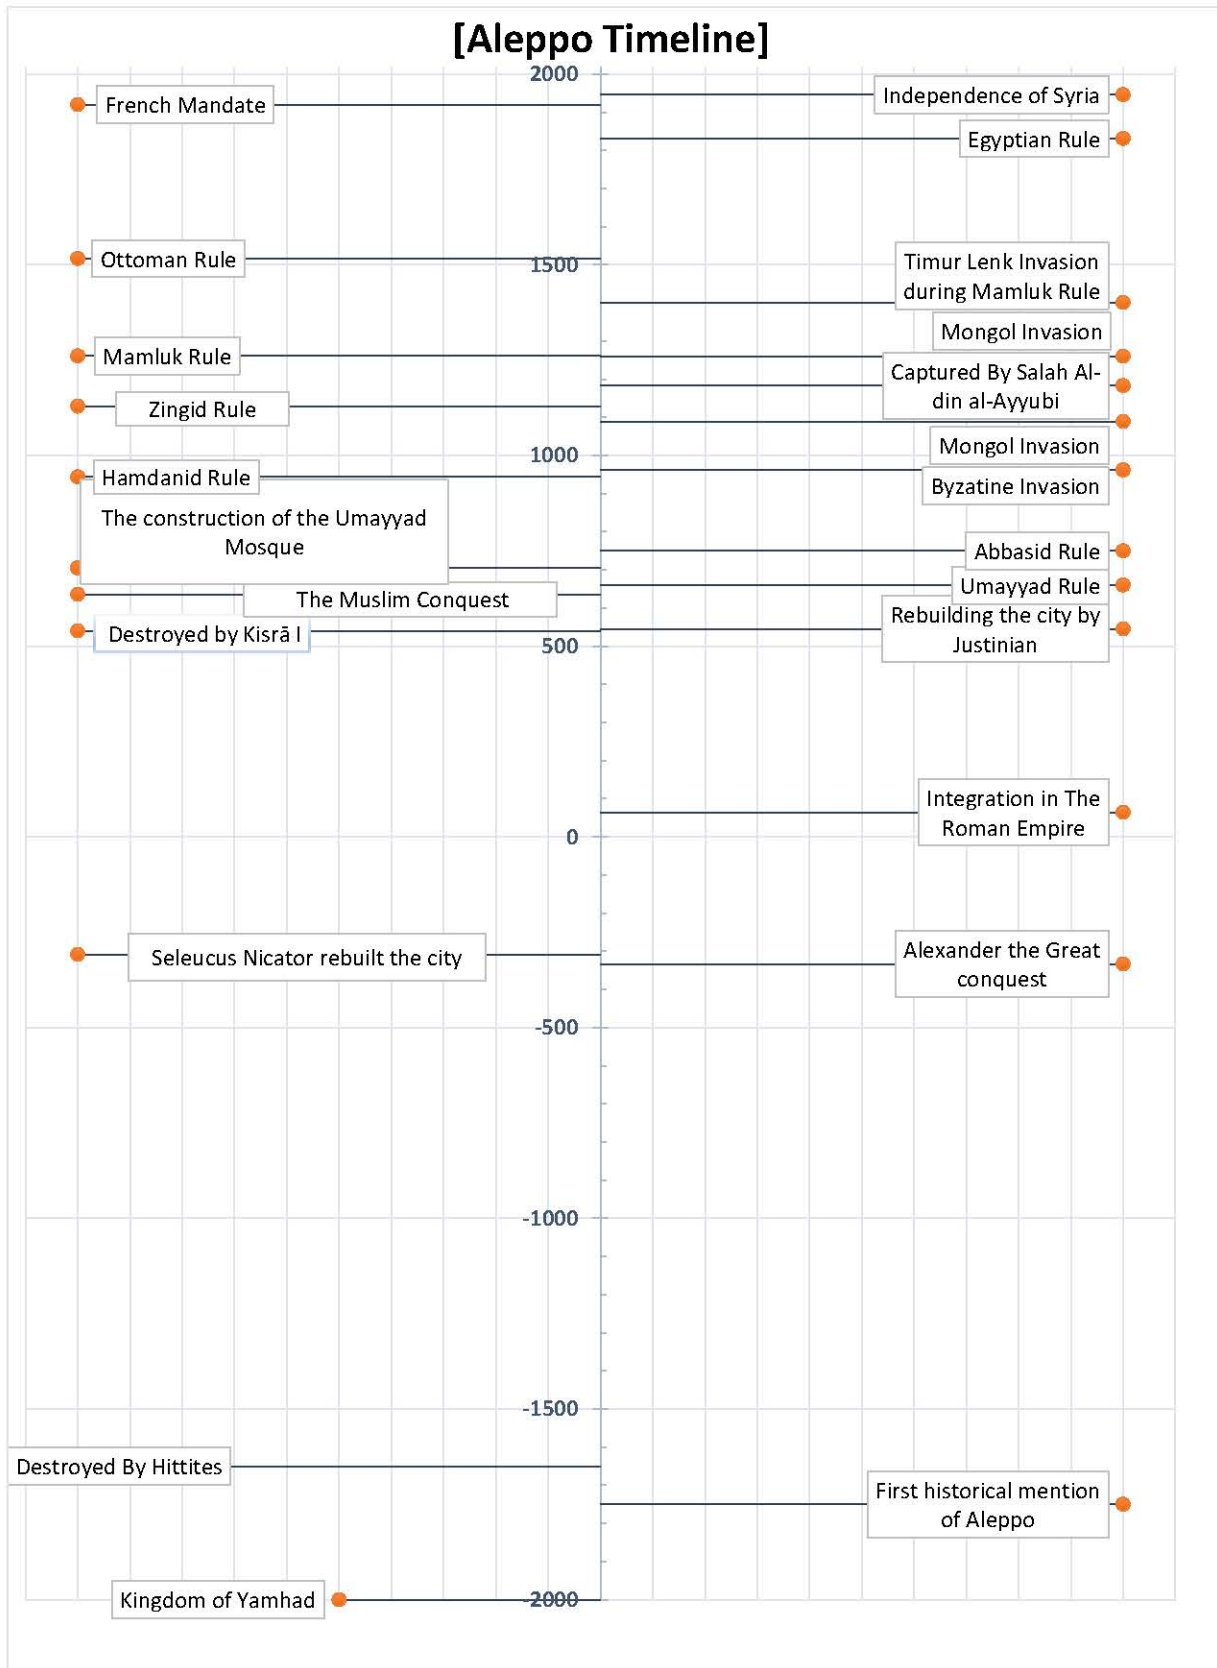 [Aleppo Timeline]
2000
French Mandate
Independence of Syria
Egyptian Rule
Ottoman Rule
1500
Timur Lenk Invasion
during Mamluk Rule
Mongol Invasion
Mamluk Rule
Captured By Salah Al-
din al-Ayyubi
Zingid Rule
Mongol Invasion
1000
Hamdanid Rule
Byzatine Invasion
The construction of the Umayyad
Mosque
Abbasid Rule
Umayyad Rule
The Muslim Conquest
Rebuilding the city by
Justinian
Destroyed by Kisrā I
500
Integration in The
Roman Empire
0
Seleucus Nicator rebuilt the city
Alexander the Great
conquest
-500
-1000
-1500
Destroyed By Hittites
First historical mention
of Aleppo
Kingdom of Yamhad
-2000